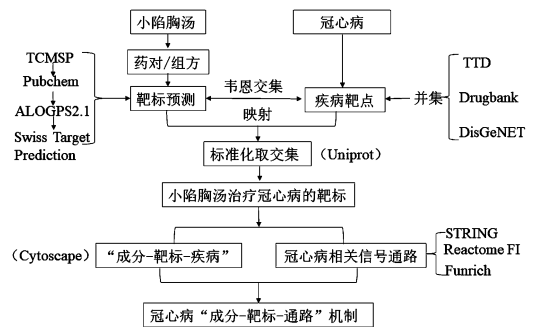 小陷胸汤
冠心病
药对/组方
TCMSP
Pubchem
ALOGPS2.1
Swiss Target
Prediction
靶标预测
韦恩交集
疾病靶点
并集
TTD
Drugbank
DisGeNET
映射
标准化取交集
（Uniprot）
小陷胸汤治疗冠心病的靶标
（Cytoscape）
“成分-靶标-疾病”
冠心病相关信号通路
STRING
Reactome FI
Funrich
冠心病“成分-靶标-通路”机制